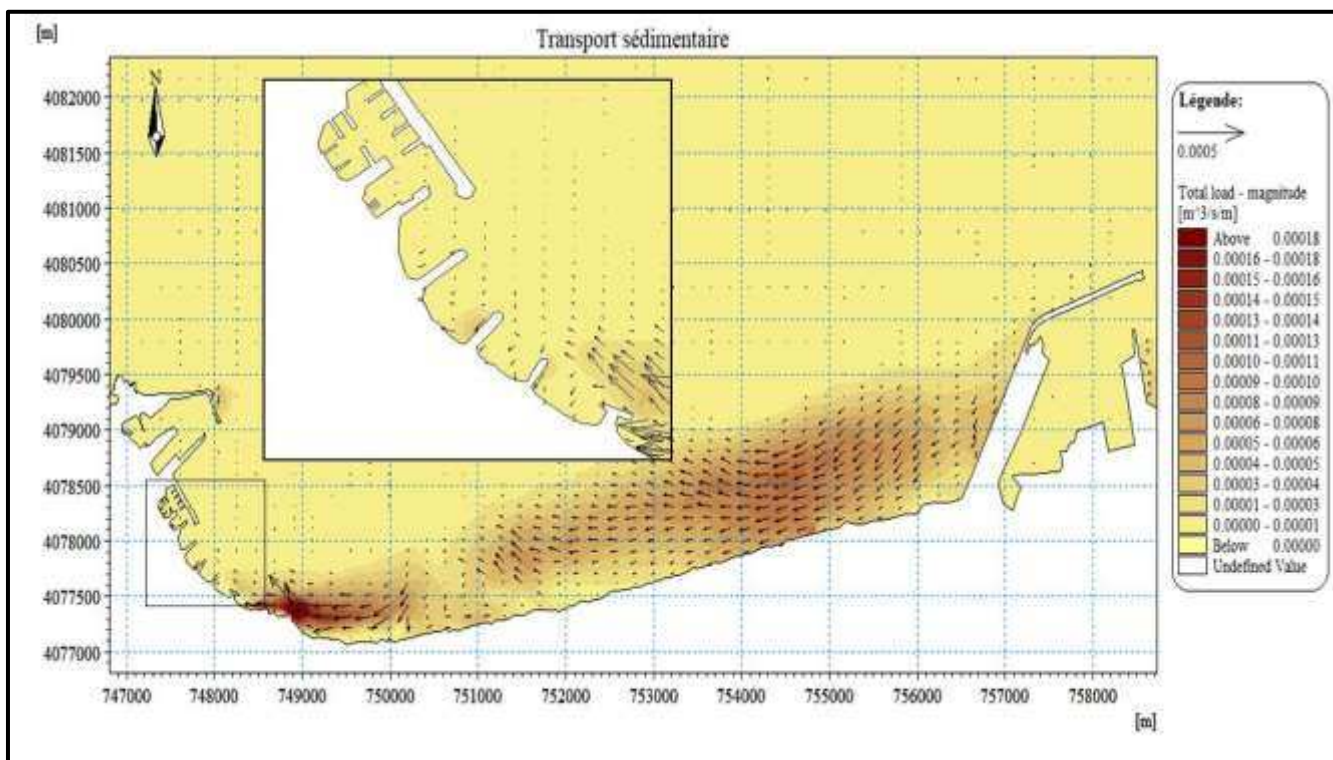 [m]
Transport sédimentaire
N
4082000
4081500
4081000
4080500
4080000
4079500
4079000
4078500
4078000
4077500
4077000
747000 748000 749000 750000 751000 752000 753000 754000 755000 756000 757000 758000
[m]
Légende:
0.0005
Total load - magnitude
[m^3/s/m]
Above 0.00018
0.00016 - 0.00018
0.00015 - 0.00016
0.00014 - 0.00015
0.00013 - 0.00014
0.00011 - 0.00013
0.00010 - 0.00011
0.00009 - 0.00010
0.00008 - 0.00009
0.00006 - 0.00008
0.00005 - 0.00006
0.00004 - 0.00005
0.00003 - 0.00004
0.00001 - 0.00003
0.00000 - 0.00001
Below 0.00000
Undefined Value